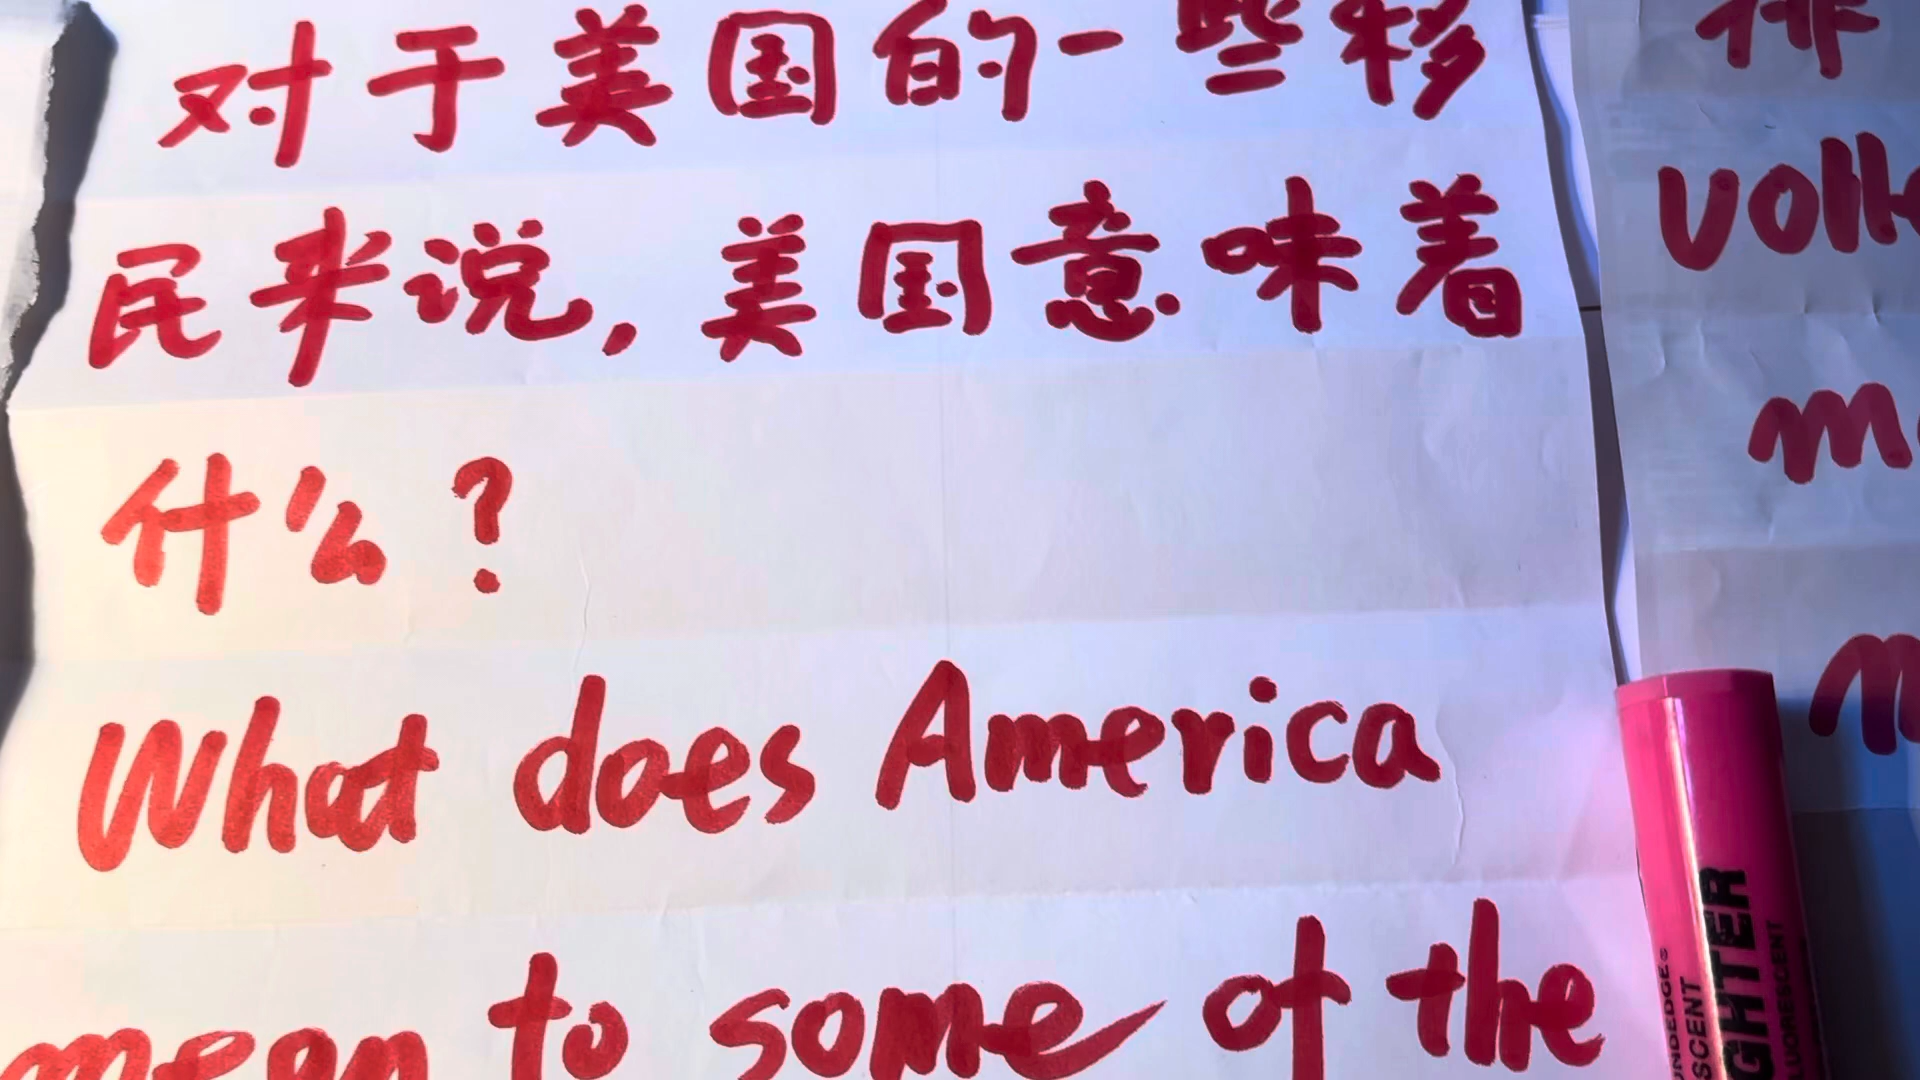 对于美国的一些移
民来说,美国意味着
什么?
What does America
mean to some of the
排